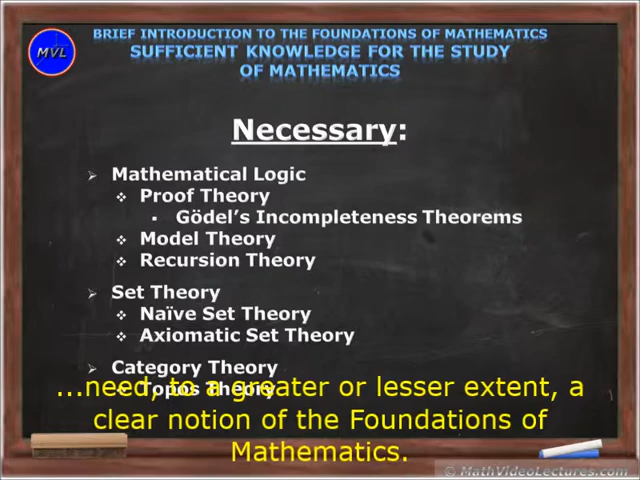 BRIEF INTRODUCTION TO THE FOUNDATIONS OF MATHEMATICS
SUFFICIENT KNOWLEDGE FOR THE STUDY
OF MATHEMATICS
MVL
Necessary:
Mathematical Logic
Proof Theory
Gödel's Incompleteness Theorems
Model Theory
Recursion Theory
Set Theory
Naïve Set Theory
Axiomatic Set Theory
Category Theory
Topos Theory
...need, to a greater or lesser extent, a
clear notion of the Foundations of
Mathematics.
© MathVideoLectures.com